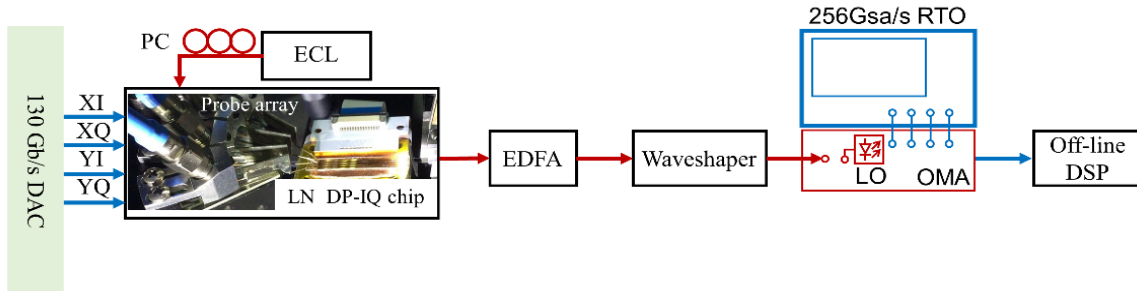 256Gsa/s RTO
PC
ECL
130 Gb/s DAC
XI
XQ
YI
YQ
Probe array
LN DP-IQ chip
EDFA
Waveshaper
LO
OMA
Off-line
DSP